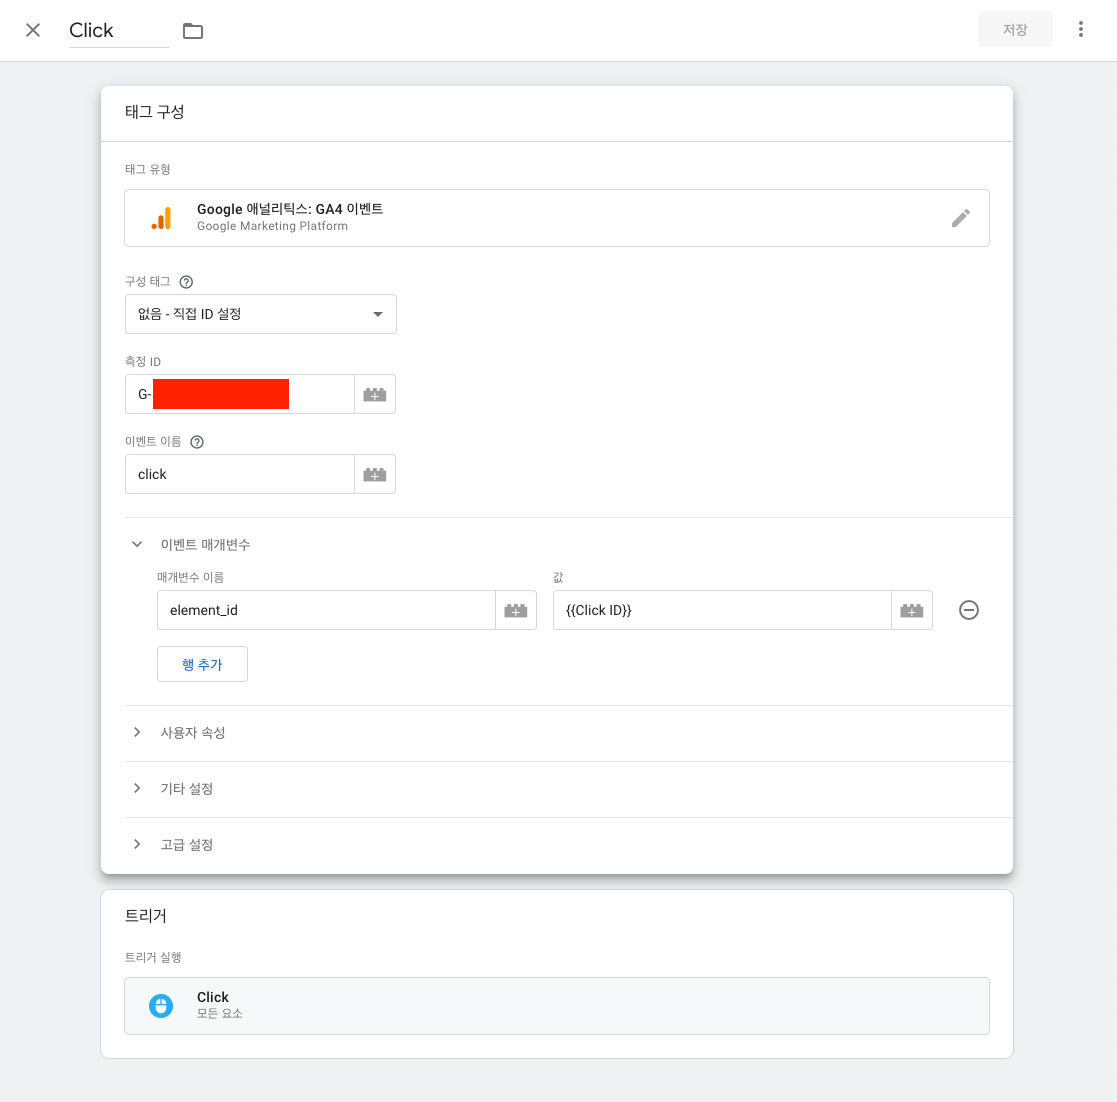 Click
저장
태그 구성
태그 유형
Google 애널리틱스: GA4 이벤트
Google Marketing Platform
구성 태그
없음 - 직접 ID 설정
측정 ID
G-
이벤트 이름
click
이벤트 매개변수
매개변수 이름
값
element_id
{{Click ID}}
행 추가
사용자 속성
기타 설정
고급 설정
트리거
트리거 실행
Click
모든 요소